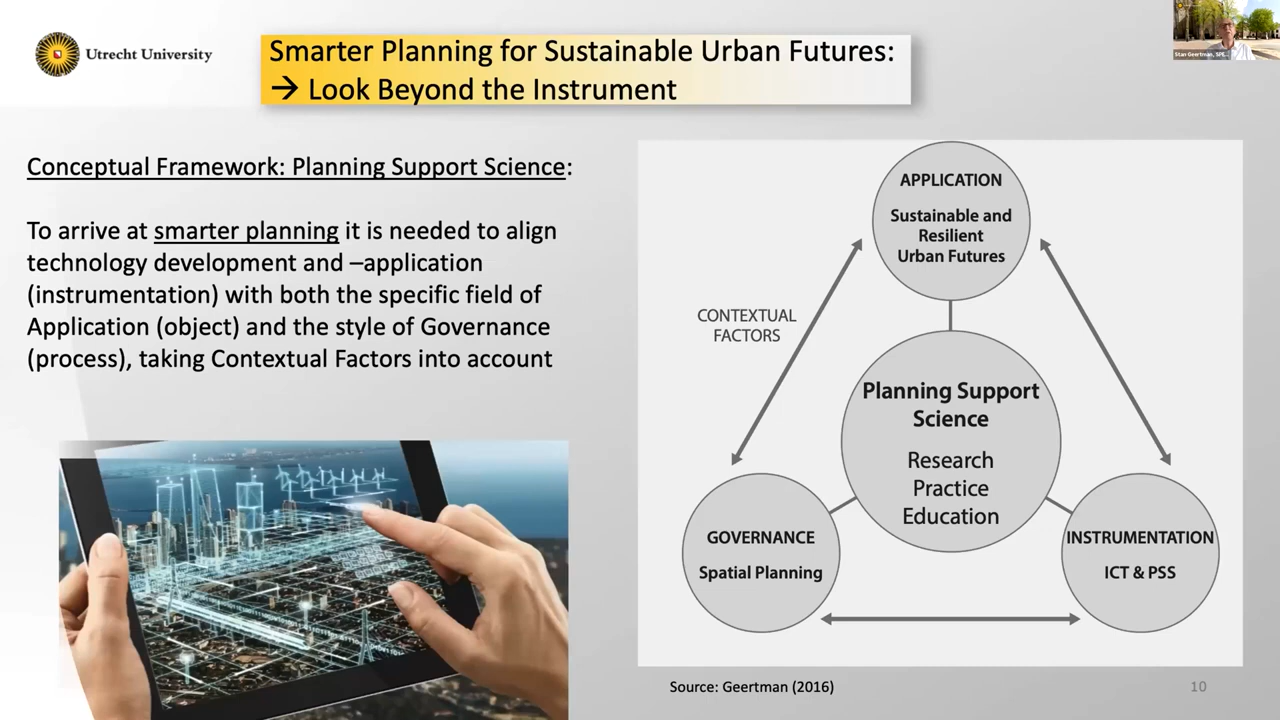 Utrecht University
Smarter Planning for Sustainable Urban Futures:
→ Look Beyond the Instrument
Stan Geertman, SPE...
Conceptual Framework: Planning Support Science:
To arrive at smarter planning it is needed to align
technology development and –application
(instrumentation) with both the specific field of
Application (object) and the style of Governance
(process), taking Contextual Factors into account
APPLICATION
Sustainable and
Resilient
Urban Futures
CONTEXTUAL
FACTORS
Planning Support
Science
Research
Practice
Education
GOVERNANCE
Spatial Planning
INSTRUMENTATION
ICT & PSS
Source: Geertman (2016)
10